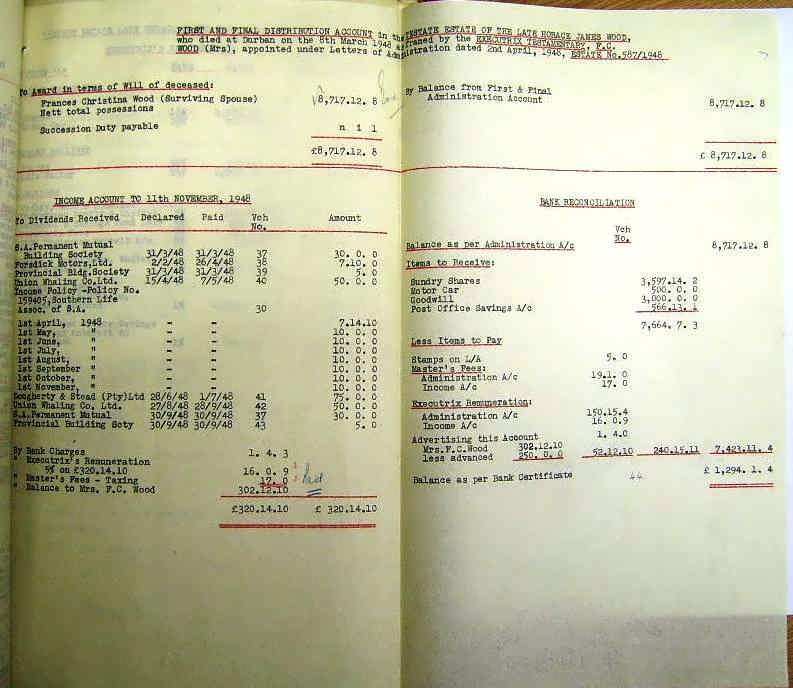 FIRST AND FINAL DISTRIBUTION ACCOUNT in the ESTATE ESTATE OF THE LATE HORACE JAMES WOOD,
who died at Durban on the 8th March 1948 as framed by the EXECUTRIX TESTAMENTARY, F.C.
WOOD (Mrs), appointed under Letters of Administration dated 2nd April, 1948, ESTATE No.587/1948
To Award in terms of Will of deceased:
Frances Christina Wood (Surviving Spouse)
Nett total possessions 8,717.12. 8
Succession Duty payable n i l
£8,717.12. 8
By Balance from First & Final
Administration Account 8,717.12. 8
£ 8,717.12. 8
INCOME ACCOUNT TO 11th NOVEMBER, 1948
To Dividends Received Declared Paid Vch No. Amount
S.A.Permanent Mutual
Building Society 31/3/48 31/3/48 37 30. 0. 0
Forsdick Motors,Ltd. 2/2/48 26/4/48 38 7.10. 0
Provincial Bldg.Society 31/3/48 31/3/48 39 5. 0
Union Whaling Co,Ltd. 15/4/48 7/5/48 40 50. 0. 0
Income Policy -Policy No.
159405,Southern Life
Assoc. of S.A. 30
1st April, 1948 - - 7.14.10
1st May, " - - 10. 0. 0
1st June, " - - 10. 0. 0
1st July, " - - 10. 0. 0
1st August, " - - 10. 0. 0
1st September " - - 10. 0. 0
1st October, " - - 10. 0. 0
1st November, " - - 10. 0. 0
Dougherty & Stead (Pty)Ltd 28/6/48 1/7/48 41 75. 0. 0
Union Whaling Co, Ltd. 27/8/48 28/9/48 42 50. 0. 0
S.A.Permanent Mutual 30/9/48 30/9/48 37 30. 0. 0
Provincial Building Scty 30/9/48 30/9/48 43 5. 0
By Bank Charges 1. 4. 3
" Executrix's Remuneration
5% on £320.14.10 16. 0. 9
" Master's Fees - Taxing 17. 0
" Balance to Mrs. F.C. Wood 302.12.10
£320.14.10 £ 320.14.10
BANK RECONCILIATION
Vch
No.
Balance as per Administration A/c 8,717.12. 8
Items to Receive:
Sundry Shares 3,597.14. 2
Motor Car 500. 0. 0
Goodwill 3,000. 0. 0
Post Office Savings A/c 566.13. 1
7,664. 7. 3
Less Items to Pay
Stamps on L/A 5. 0
Master's Fees:
Administration A/c 19.1. 0
Income A/c 17. 0
Executrix Remuneration:
Administration A/c 150.15.4
Income A/c 16. 0.9
Advertising this Account 1. 4.0
Mrs.F.C.Wood 302.12.10
less advanced 250. 0. 0 52.12.10 240.15.11 7,423.11. 4
Balance as per Bank Certificate 44 £ 1,294. 1. 4